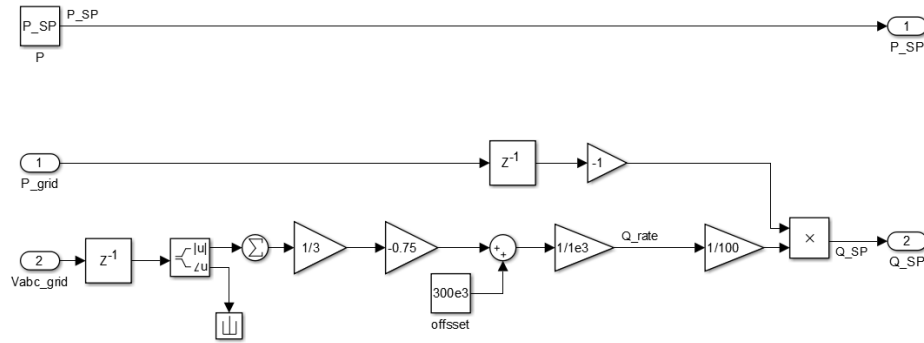 P_SP
P_SP
P
1
P_SP
1
P_grid
Z-1
-1
2
Vabc_grid
Z-1
|u|
∠u
∑
1/3
-0.75
+
+
300e3
offsset
1/1e3
Q_rate
1/100
×
Q_SP
2
Q_SP